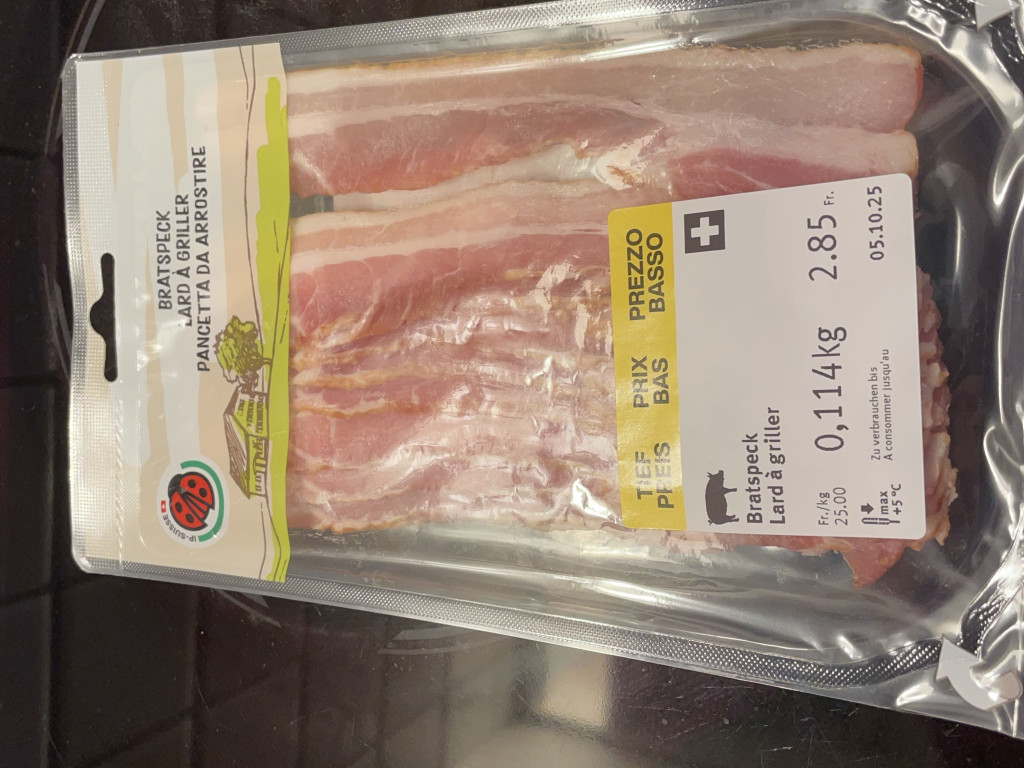 BRATSPECK
LARD À GRILLER
PANCETTA DA ARROSTIRE
IP-SUISSE
TIEF PREIS
PRIX BAS
PREZZO BASSO
Bratspeck
Lard à griller
Fr./kg
25.00
0,114kg
2.85 Fr.
max
+5°C
Zu verbrauchen bis
A consommer jusqu'au
05.10.25